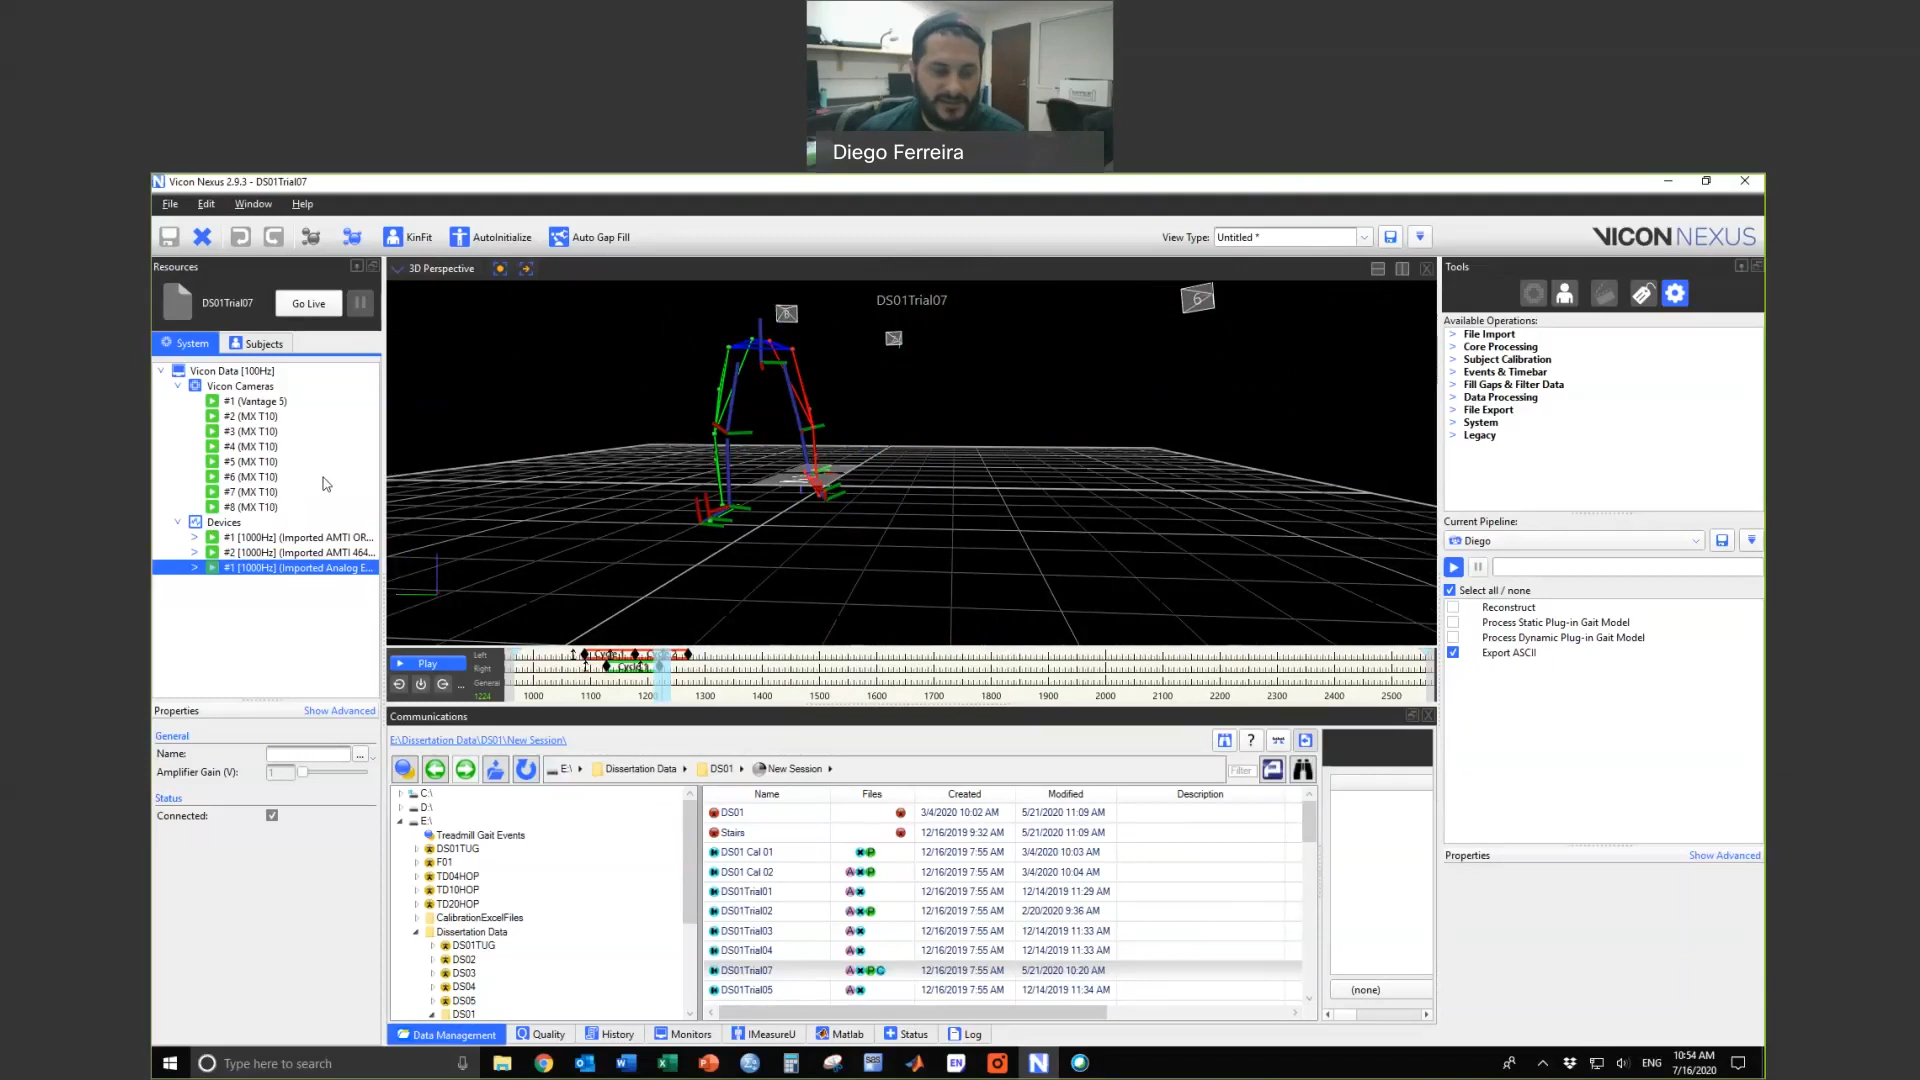 Diego Ferreira
Vicon Nexus 2.9.3 - DS01Trial07
File Edit Window Help
KinFit AutoInitialize Auto Gap Fill
View Type: Untitled *
VICON NEXUS
Resources
DS01Trial07 Go Live
System Subjects
Vicon Data [100Hz]
Vicon Cameras
#1 (Vantage 5)
#2 (MX T10)
#3 (MX T10)
#4 (MX T10)
#5 (MX T10)
#6 (MX T10)
#7 (MX T10)
#8 (MX T10)
Devices
#1 [1000Hz] (Imported AMTI OR...
#2 [1000Hz] (Imported AMTI 464...
#1 [1000Hz] (Imported Analog E...
Properties Show Advanced
General
Name: ...
Amplifier Gain (V): 1
Status
Connected:
3D Perspective
DS01Trial07
6
Play
Left
Right
General
1224
1000 1100 1200 1300 1400 1500 1600 1700 1800 1900 2000 2100 2200 2300 2400 2500
Communications
E:\Dissertation Data\DS01\New Session\
E:\ Dissertation Data DS01 New Session Filter
C:\
D:\
E:\
Treadmill Gait Events
DS01TUG
F01
TD04HOP
TD10HOP
TD20HOP
CalibrationExcelFiles
Dissertation Data
DS01TUG
DS02
DS03
DS04
DS05
DS01
Name Files Created Modified Description
DS01 3/4/2020 10:02 AM 5/21/2020 11:09 AM
Stairs 12/16/2019 9:32 AM 5/21/2020 11:09 AM
DS01 Cal 01 12/16/2019 7:55 AM 3/4/2020 10:03 AM
DS01 Cal 02 12/16/2019 7:55 AM 3/4/2020 10:04 AM
DS01Trial01 12/16/2019 7:55 AM 12/14/2019 11:29 AM
DS01Trial02 12/16/2019 7:55 AM 2/20/2020 9:36 AM
DS01Trial03 12/16/2019 7:55 AM 12/14/2019 11:33 AM
DS01Trial04 12/16/2019 7:55 AM 12/14/2019 11:33 AM
DS01Trial07 12/16/2019 7:55 AM 5/21/2020 10:20 AM
DS01Trial05 12/16/2019 7:55 AM 12/14/2019 11:34 AM
(none)
Data Management Quality History Monitors IMeasureU Matlab Status Log
Tools
Available Operations:
File Import
Core Processing
Subject Calibration
Events & Timebar
Fill Gaps & Filter Data
Data Processing
File Export
System
Legacy
Current Pipeline:
Diego
Select all / none
Reconstruct
Process Static Plug-in Gait Model
Process Dynamic Plug-in Gait Model
Export ASCII
Properties Show Advanced
Type here to search
ENG
10:54 AM
7/16/2020